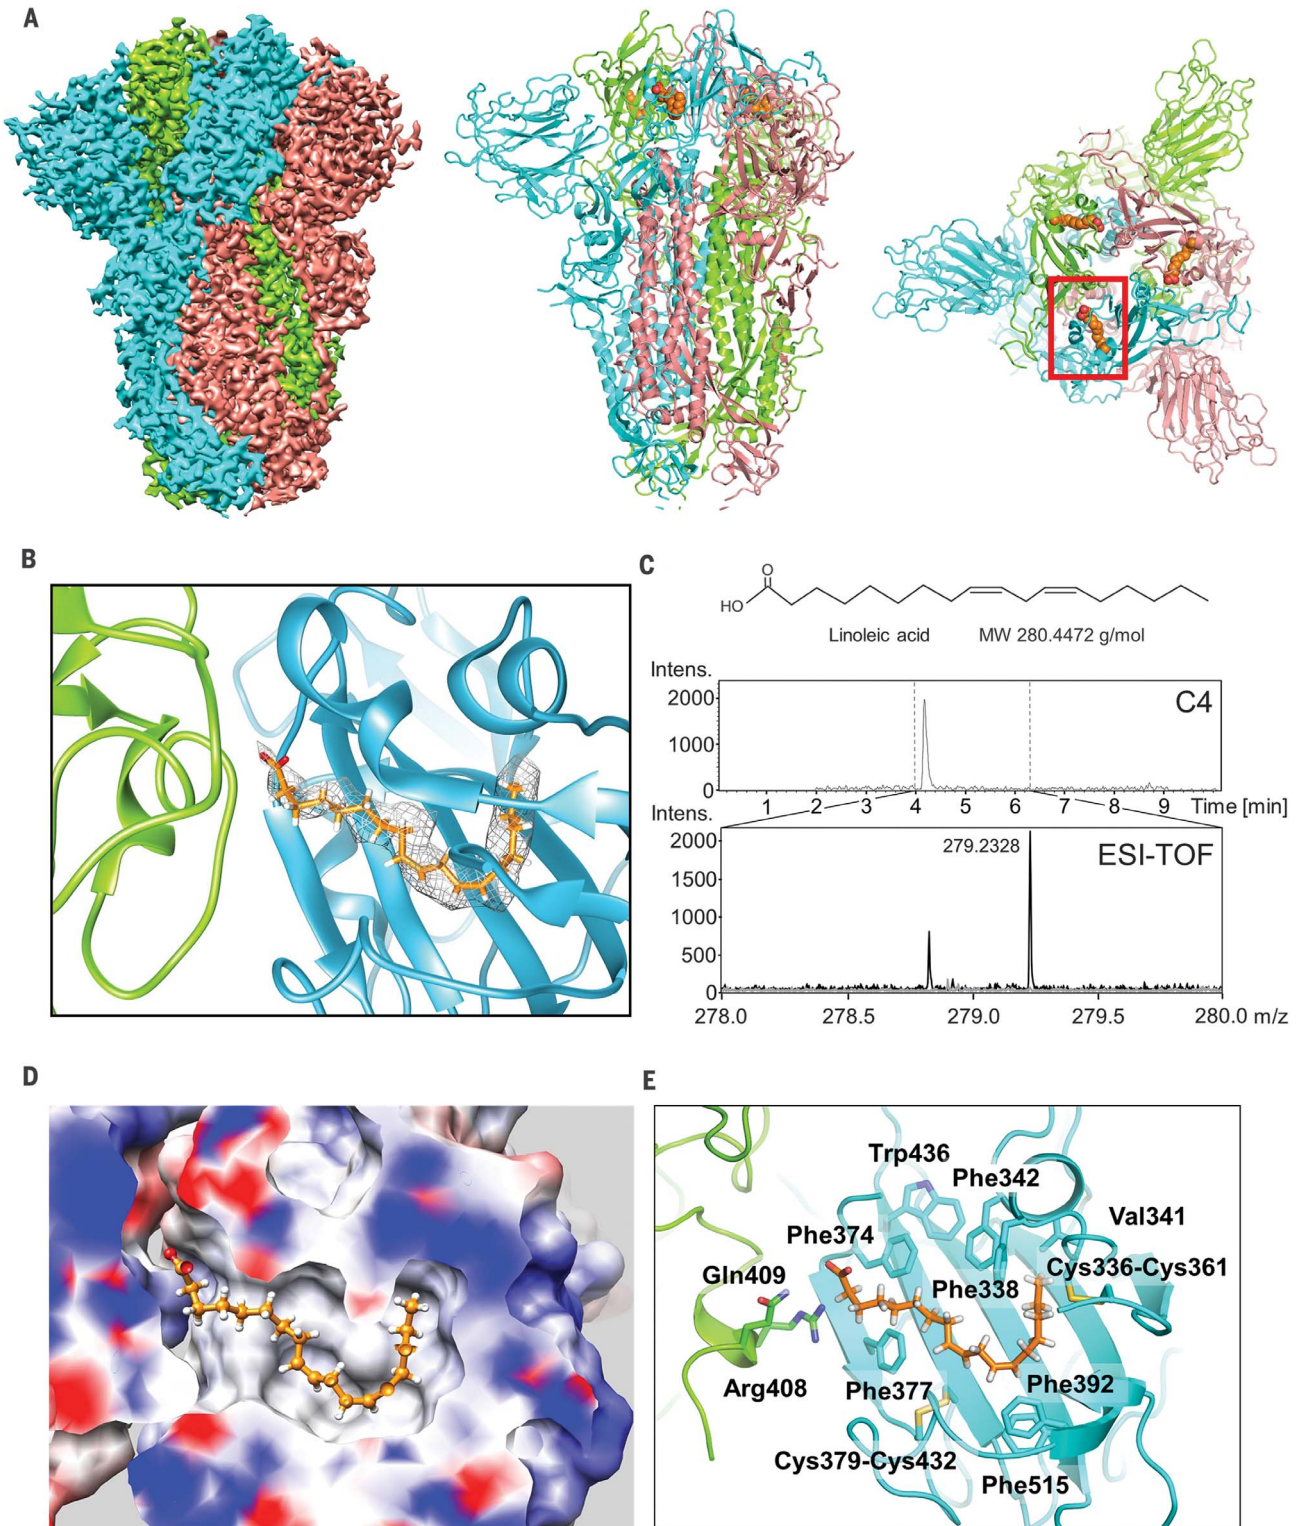 A
B
C
O
HO
Linoleic acid MW 280.4472 g/mol
Intens.
2000
1000
0
C4
1 2 3 4 5 6 7 8 9 Time [min]
Intens.
2000
1500
1000
500
0
279.2328
ESI-TOF
278.0 278.5 279.0 279.5 280.0 m/z
D
E
Trp436
Phe342
Val341
Phe374
Cys336-Cys361
Gln409
Phe338
Arg408
Phe377
Phe392
Cys379-Cys432
Phe515